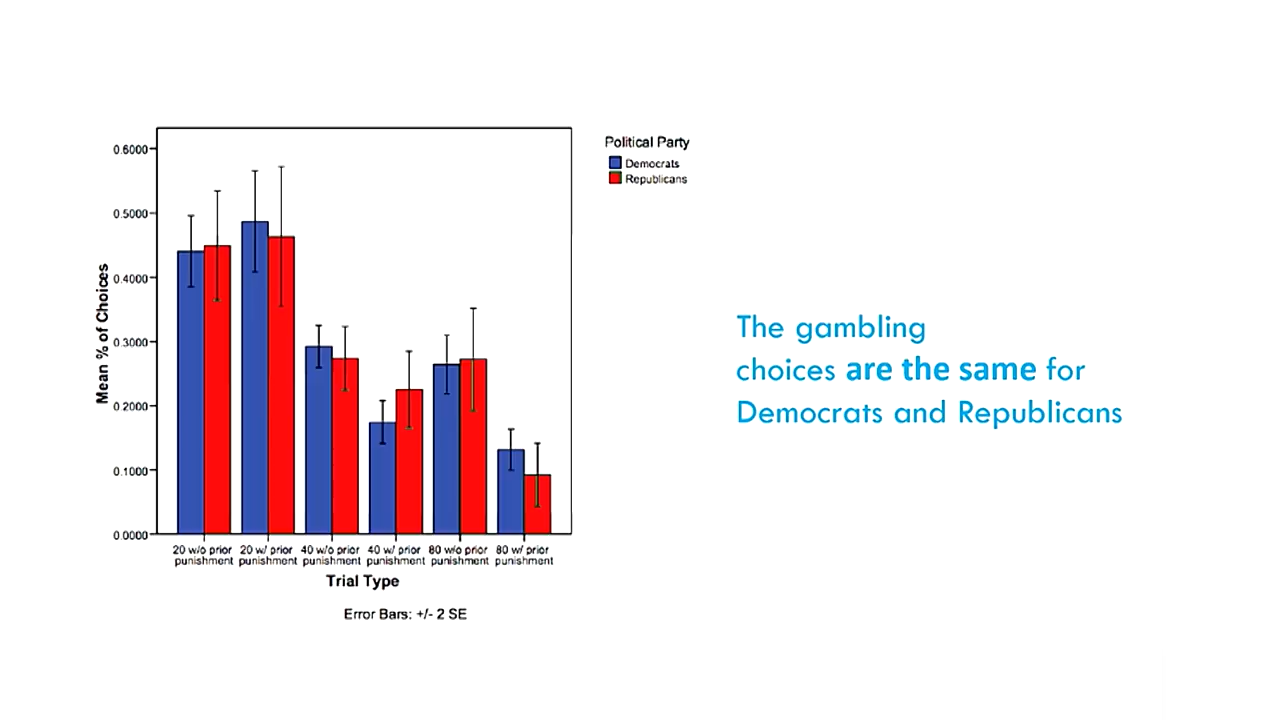 Political Party
Democrats
Republicans
0.6000
0.5000
0.4000
0.3000
0.2000
0.1000
0.0000
Mean % of Choices
20 w/o prior punishment
20 w/ prior punishment
40 w/o prior punishment
40 w/ prior punishment
80 w/o prior punishment
80 w/ prior punishment
Trial Type
Error Bars: +/- 2 SE
The gambling
choices are the same for
Democrats and Republicans